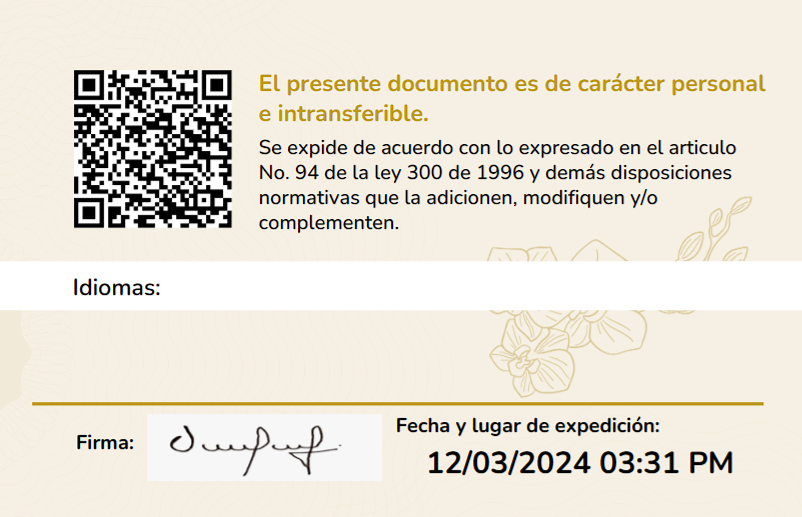 El presente documento es de carácter personal
e intransferible.
Se expide de acuerdo con lo expresado en el articulo
No. 94 de la ley 300 de 1996 y demás disposiciones
normativas que la adicionen, modifiquen y/o
complementen.
Idiomas:
Firma:
Fecha y lugar de expedición:
12/03/2024 03:31 PM